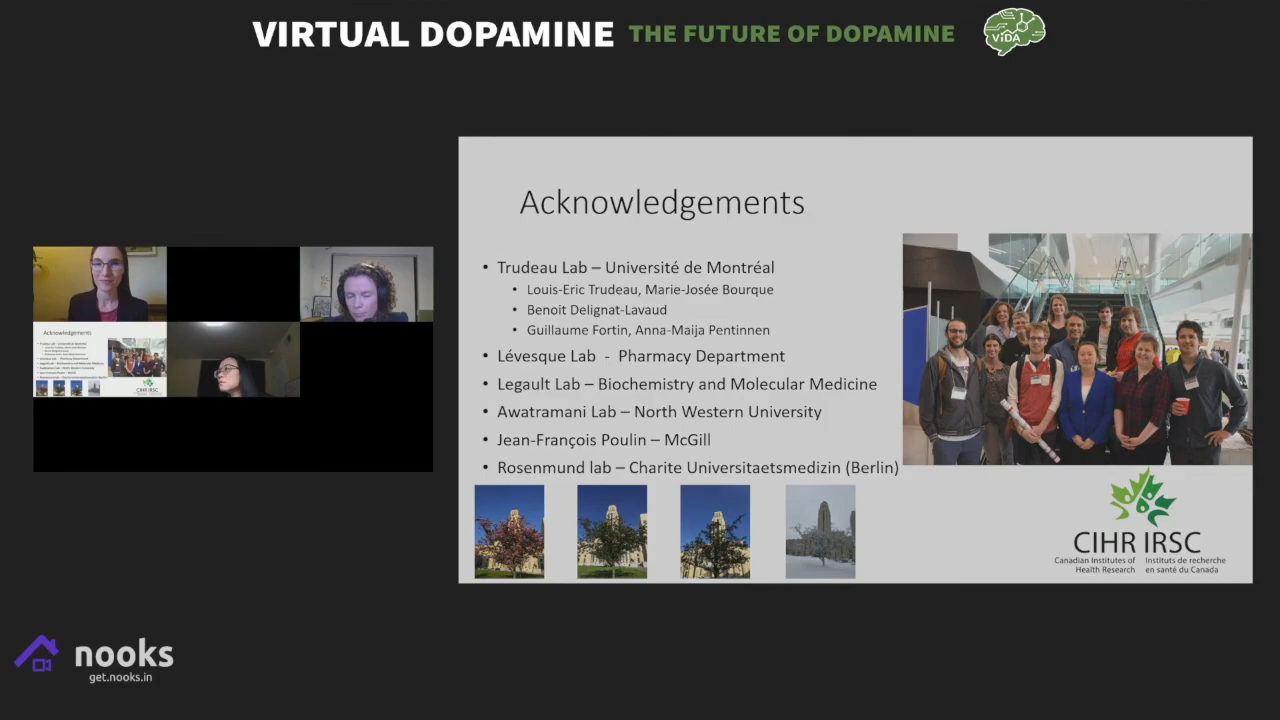 VIRTUAL DOPAMINE THE FUTURE OF DOPAMINE
ViDA
Acknowledgements
• Trudeau Lab – Université de Montréal
• Louis-Eric Trudeau, Marie-Josée Bourque
• Benoit Delignat-Lavaud
• Guillaume Fortin, Anna-Maija Pentinnen
• Lévesque Lab - Pharmacy Department
• Legault Lab – Biochemistry and Molecular Medicine
• Awatramani Lab – North Western University
• Jean-François Poulin – McGill
• Rosenmund lab – Charite Universitaetsmedizin (Berlin)
CIHR IRSC
Canadian Institutes of Instituts de recherche
Health Research en santé du Canada
Acknowledgements
CIHR IRSC
nooks
get.nooks.in